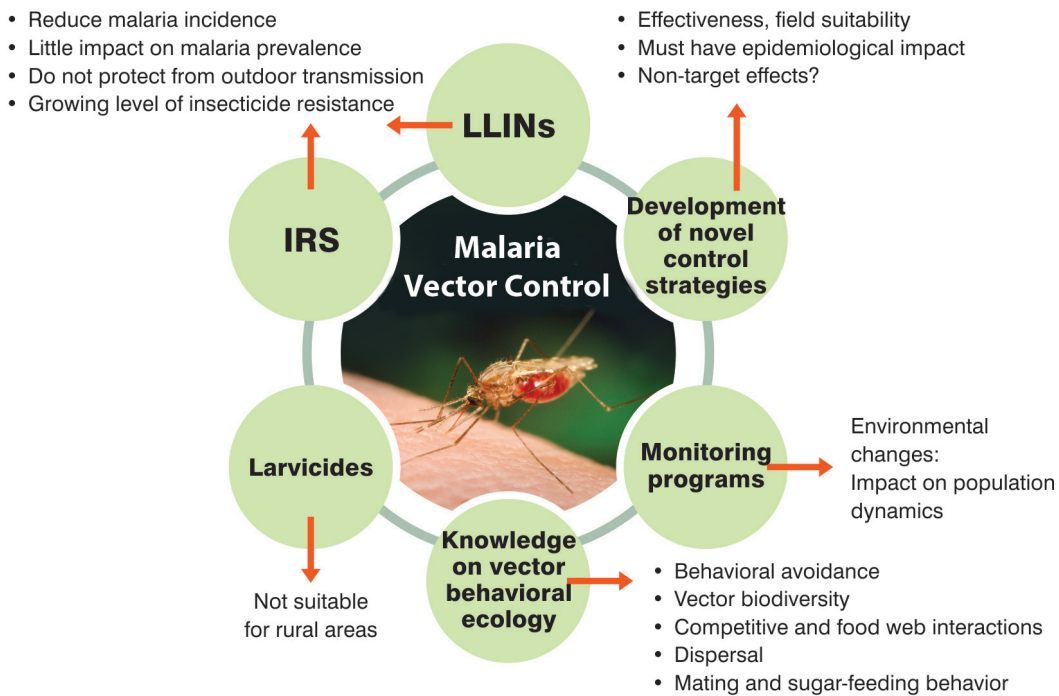 • Reduce malaria incidence
• Little impact on malaria prevalence
• Do not protect from outdoor transmission
• Growing level of insecticide resistance
• Effectiveness, field suitability
• Must have epidemiological impact
• Non-target effects?
LLINs
IRS
Development
of novel
control
strategies
Malaria
Vector Control
Larvicides
Monitoring
programs
Environmental
changes:
Impact on population
dynamics
Knowledge
on vector
behavioral
ecology
Not suitable
for rural areas
• Behavioral avoidance
• Vector biodiversity
• Competitive and food web interactions
• Dispersal
• Mating and sugar-feeding behavior